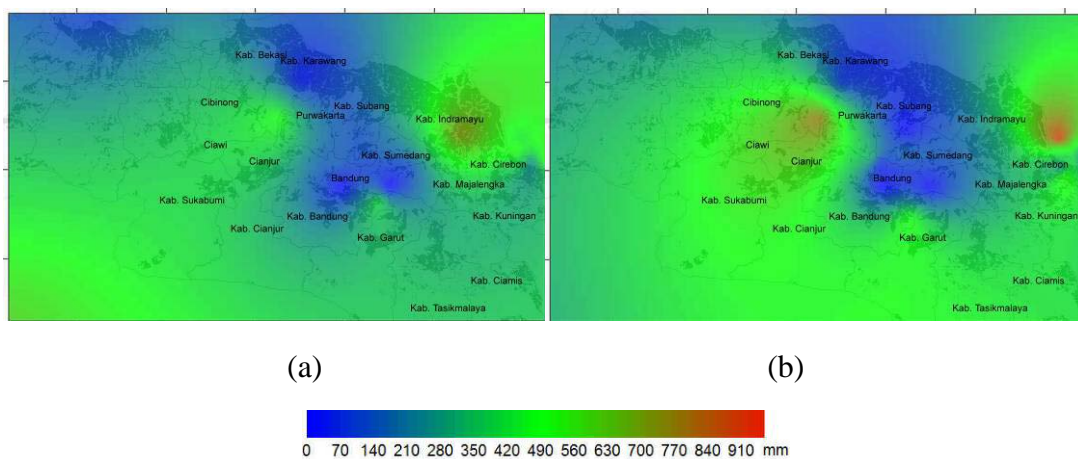 Kab. Bekasi
Kab. Karawang
Cibinong
Kab. Subang
Purwakarta
Kab. Indramayu
Ciawi
Kab. Sumedang
Cianjur
Kab. Cirebon
Bandung
Kab. Majalengka
Kab. Sukabumi
Kab. Bandung
Kab. Kuningan
Kab. Cianjur
Kab. Garut
Kab. Ciamis
Kab. Tasikmalaya
Kab. Bekasi
Kab. Karawang
Cibinong
Kab. Subang
Purwakarta
Kab. Indramayu
Ciawi
Kab. Sumedang
Cianjur
Kab. Cirebon
Bandung
Kab. Majalengka
Kab. Sukabumi
Kab. Bandung
Kab. Kuningan
Kab. Cianjur
Kab. Garut
Kab. Ciamis
Kab. Tasikmalaya
(a) (b)
0 70 140 210 280 350 420 490 560 630 700 770 840 910 mm